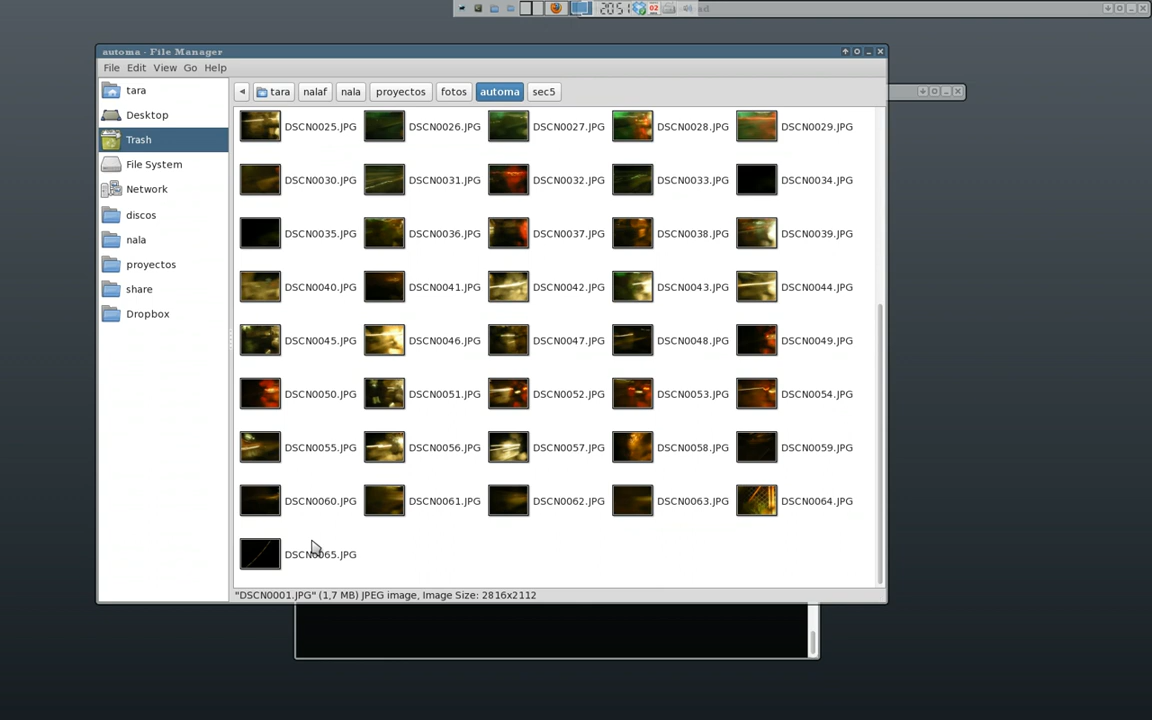 20 51 02
automa - File Manager
File Edit View Go Help
tara
Desktop
Trash
File System
Network
discos
nala
proyectos
share
Dropbox
tara nalaf nala proyectos fotos automa sec5
DSCN0025.JPG DSCN0026.JPG DSCN0027.JPG DSCN0028.JPG DSCN0029.JPG
DSCN0030.JPG DSCN0031.JPG DSCN0032.JPG DSCN0033.JPG DSCN0034.JPG
DSCN0035.JPG DSCN0036.JPG DSCN0037.JPG DSCN0038.JPG DSCN0039.JPG
DSCN0040.JPG DSCN0041.JPG DSCN0042.JPG DSCN0043.JPG DSCN0044.JPG
DSCN0045.JPG DSCN0046.JPG DSCN0047.JPG DSCN0048.JPG DSCN0049.JPG
DSCN0050.JPG DSCN0051.JPG DSCN0052.JPG DSCN0053.JPG DSCN0054.JPG
DSCN0055.JPG DSCN0056.JPG DSCN0057.JPG DSCN0058.JPG DSCN0059.JPG
DSCN0060.JPG DSCN0061.JPG DSCN0062.JPG DSCN0063.JPG DSCN0064.JPG
DSCN0065.JPG
"DSCN0001.JPG" (1,7 MB) JPEG image, Image Size: 2816x2112